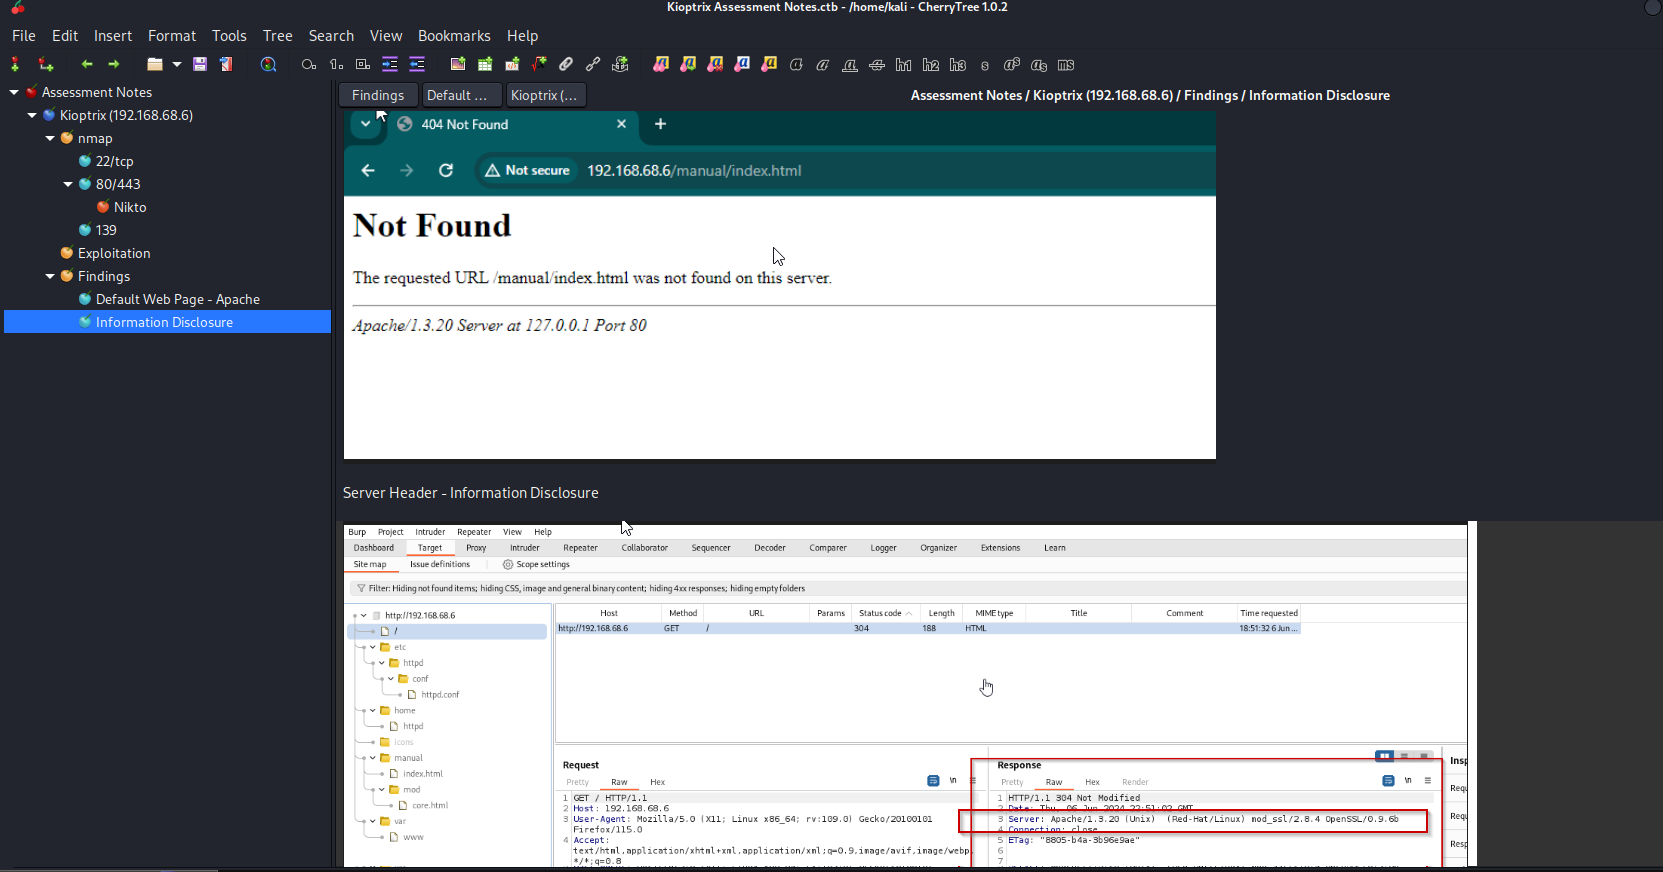 Kioptrix Assessment Notes.ctb - /home/kali - CherryTree 1.0.2
File Edit Insert Format Tools Tree Search View Bookmarks Help
Assessment Notes
Kioptrix (192.168.68.6)
nmap
22/tcp
80/443
Nikto
139
Exploitation
Findings
Default Web Page - Apache
Information Disclosure
Findings Default ... Kioptrix (...
Assessment Notes / Kioptrix (192.168.68.6) / Findings / Information Disclosure
404 Not Found
Not secure 192.168.68.6/manual/index.html
Not Found
The requested URL /manual/index.html was not found on this server.
Apache/1.3.20 Server at 127.0.0.1 Port 80
Server Header - Information Disclosure
Burp Project Intruder Repeater View Help
Dashboard Target Proxy Intruder Repeater Collaborator Sequencer Decoder Comparer Logger Organizer Extensions Learn
Site map Issue definitions Scope settings
Filter: Hiding not found items; hiding CSS, image and general binary content; hiding 4xx responses; hiding empty folders
http://192.168.68.6
/
etc
httpd
conf
httpd.conf
home
httpd
icons
manual
index.html
mod
core.html
var
www
Host Method URL Params Status code Length MIME type Title Comment Time requested
http://192.168.68.6 GET / 304 188 HTML 18:51:32 6 Jun ...
Request
Pretty Raw Hex
\n
1 GET / HTTP/1.1
2 Host: 192.168.68.6
3 User-Agent: Mozilla/5.0 (X11; Linux x86_64; rv:109.0) Gecko/20100101
Firefox/115.0
4 Accept:
text/html,application/xhtml+xml,application/xml;q=0.9,image/avif,image/webp,
*/*;q=0.8
Response
Pretty Raw Hex Render
\n
1 HTTP/1.1 304 Not Modified
2 Date: Thu, 06 Jun 2024 22:51:02 GMT
3 Server: Apache/1.3.20 (Unix) (Red-Hat/Linux) mod_ssl/2.8.4 OpenSSL/0.9.6b
4 Connection: close
5 ETag: "8805-b4a-3b96e9ae"
6
7
Insp
Requ
Requ
Resp